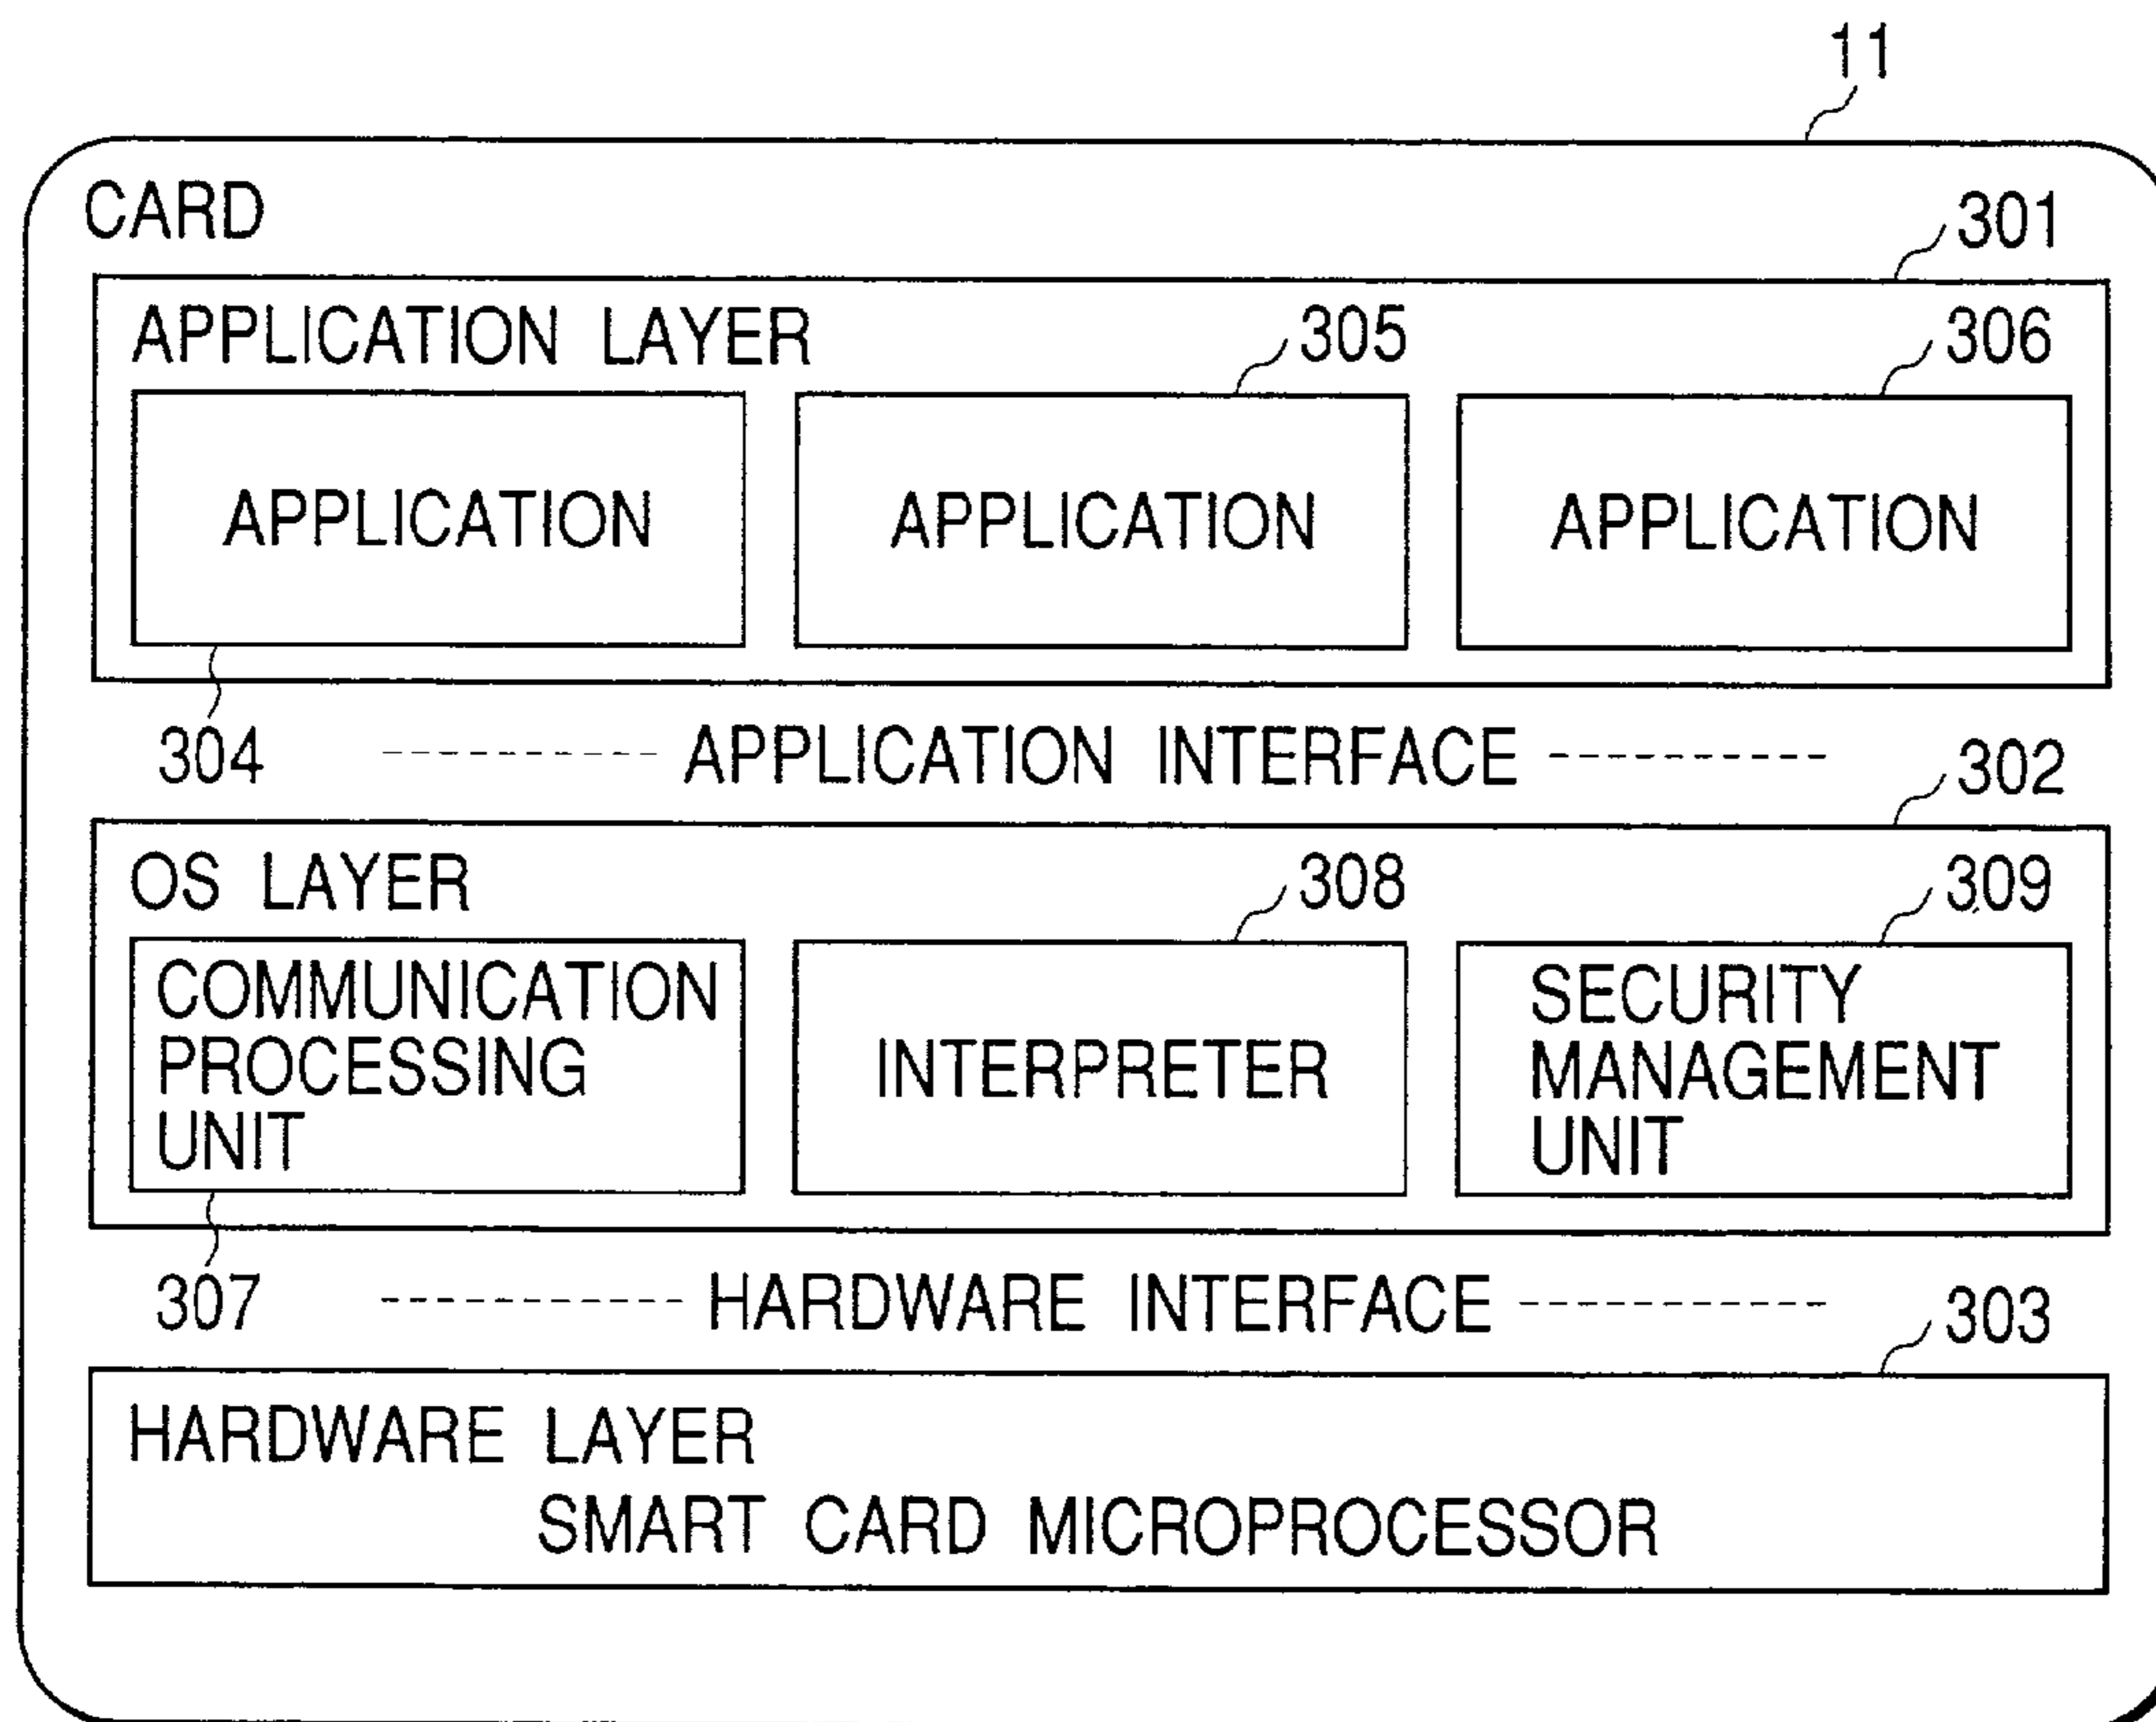 11
CARD
301
APPLICATION LAYER
305
306
APPLICATION
APPLICATION
APPLICATION
304
APPLICATION INTERFACE
302
OS LAYER
308
309
COMMUNICATION
PROCESSING
UNIT
INTERPRETER
SECURITY
MANAGEMENT
UNIT
307
HARDWARE INTERFACE
303
HARDWARE LAYER
SMART CARD MICROPROCESSOR